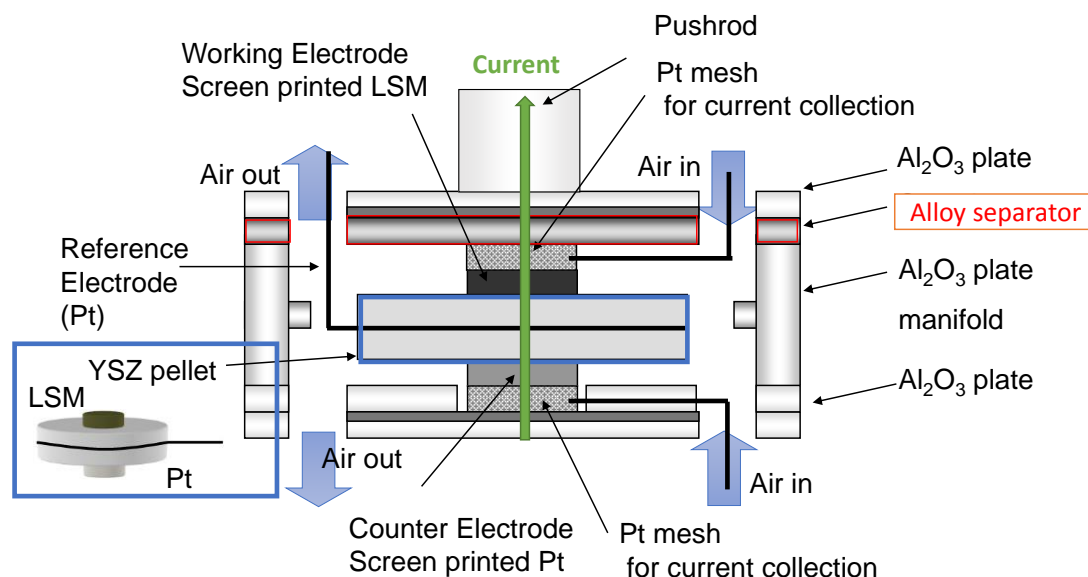 Pushrod
Working Electrode
Screen printed LSM
Current
Pt mesh
for current collection
Air out
Air in
Al₂O₃ plate
Alloy separator
Reference
Electrode
(Pt)
Al₂O₃ plate
manifold
YSZ pellet
Al₂O₃ plate
LSM
Pt
Air out
Air in
Counter Electrode
Screen printed Pt
Pt mesh
for current collection